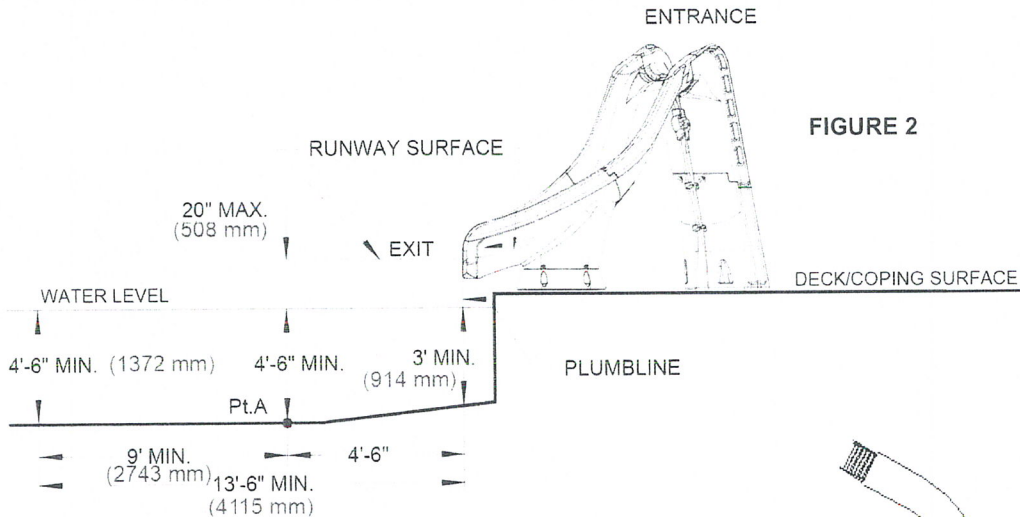 ENTRANCE
FIGURE 2
RUNWAY SURFACE
20" MAX.
(508 mm)
EXIT
DECK/COPING SURFACE
WATER LEVEL
4'-6" MIN. (1372 mm)
4'-6" MIN.
3' MIN.
(914 mm)
PLUMBLINE
Pt.A
9' MIN.
(2743 mm)
4'-6"
13'-6" MIN.
(4115 mm)